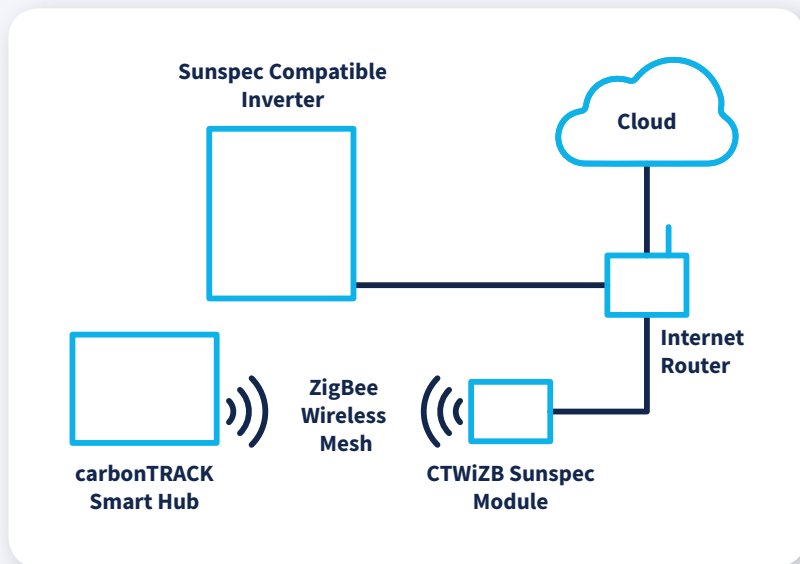 Sunspec Compatible
Inverter
Cloud
Internet
Router
ZigBee
Wireless
Mesh
carbonTRACK
Smart Hub
CTWiZB Sunspec
Module